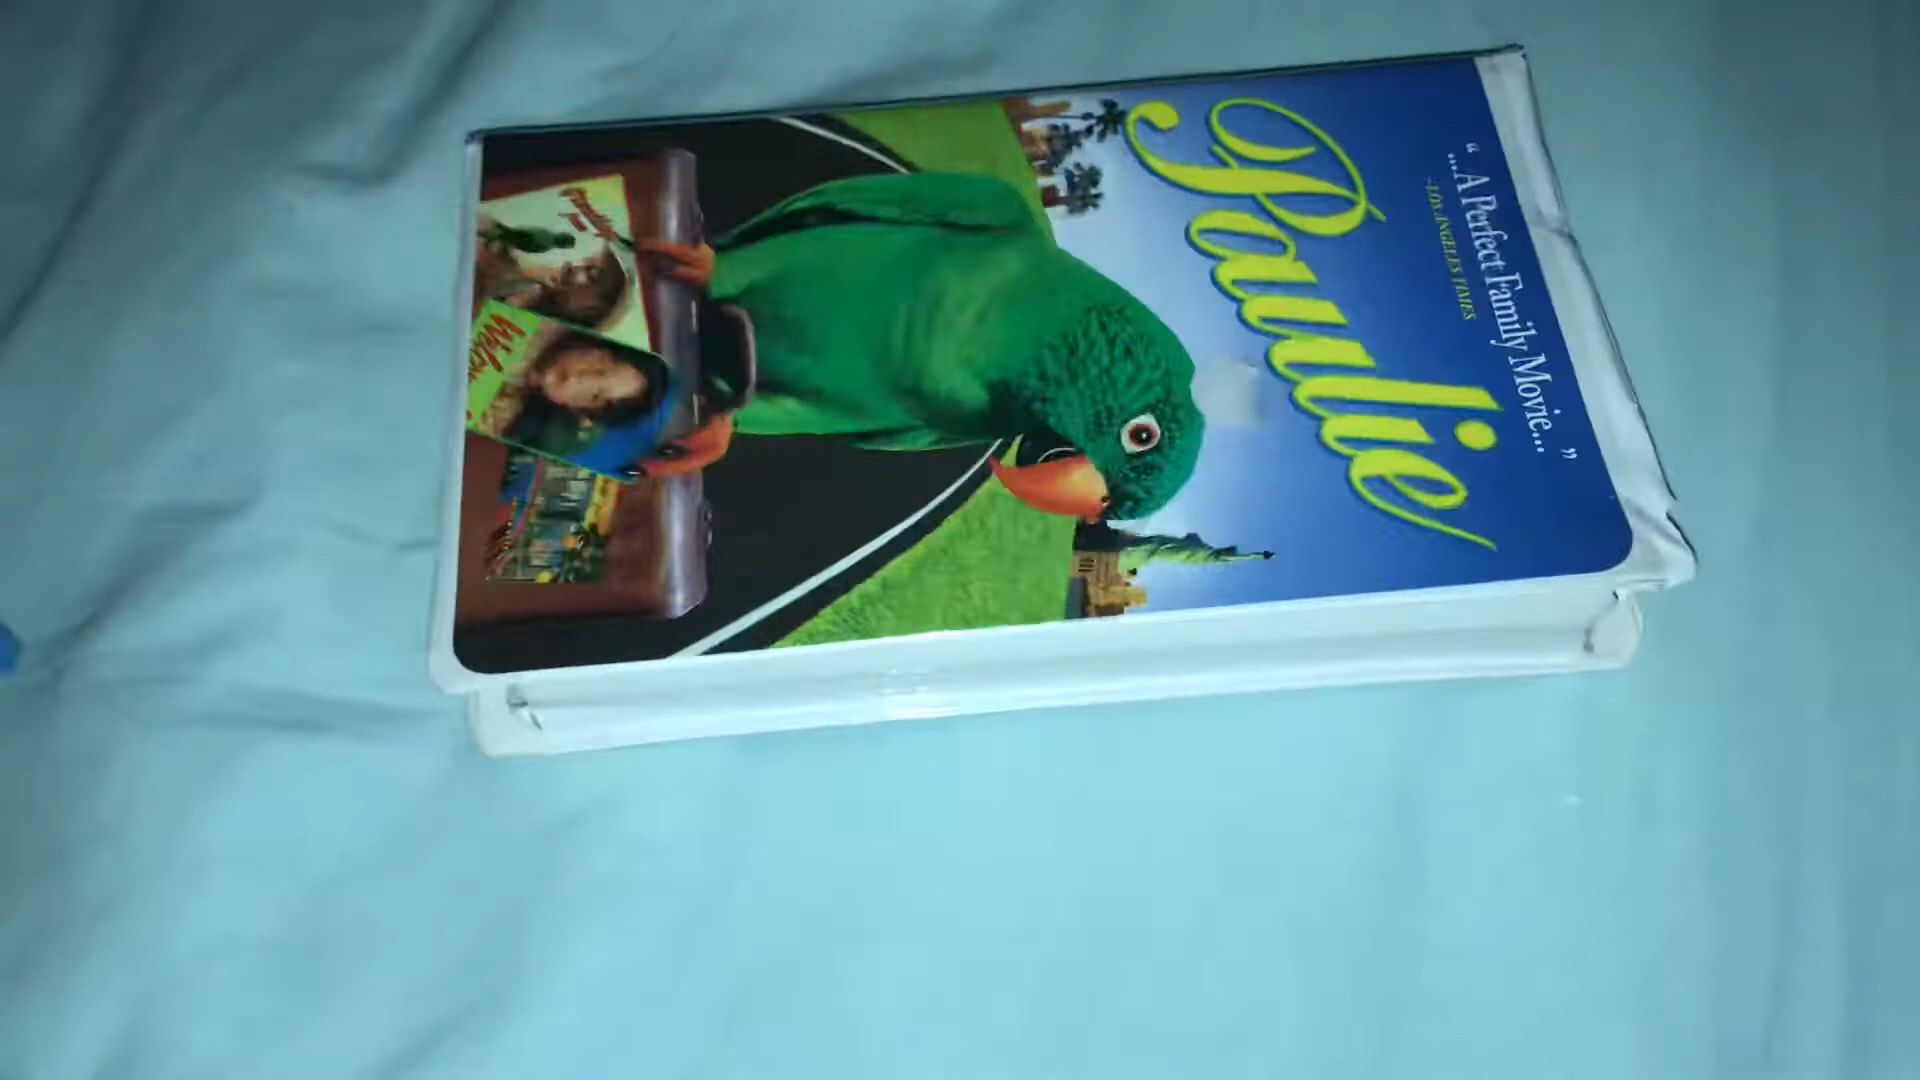 “...A Perfect Family Movie...”
-LOS ANGELES TIMES
Paulie